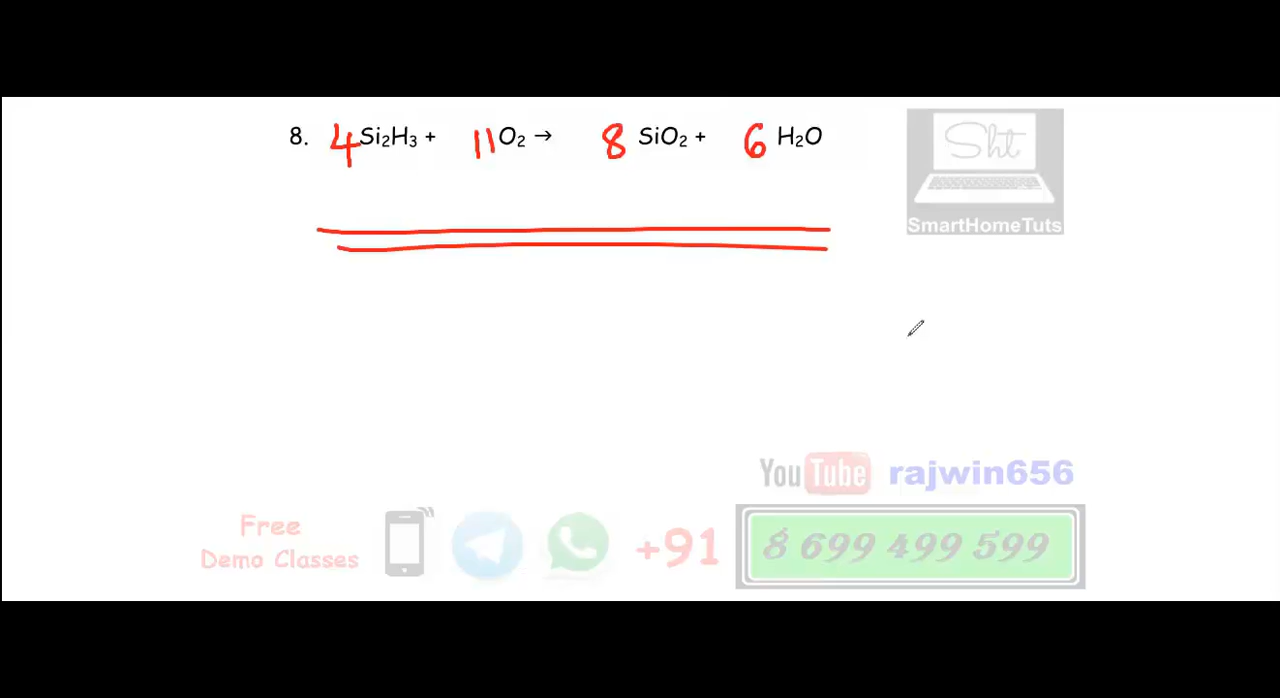 8. 4Si₂H₃ + 11O₂ → 8 SiO₂ + 6 H₂O
Sht
SmartHomeTuts
YouTube rajwin656
Free
Demo Classes
+91 8 699 499 599